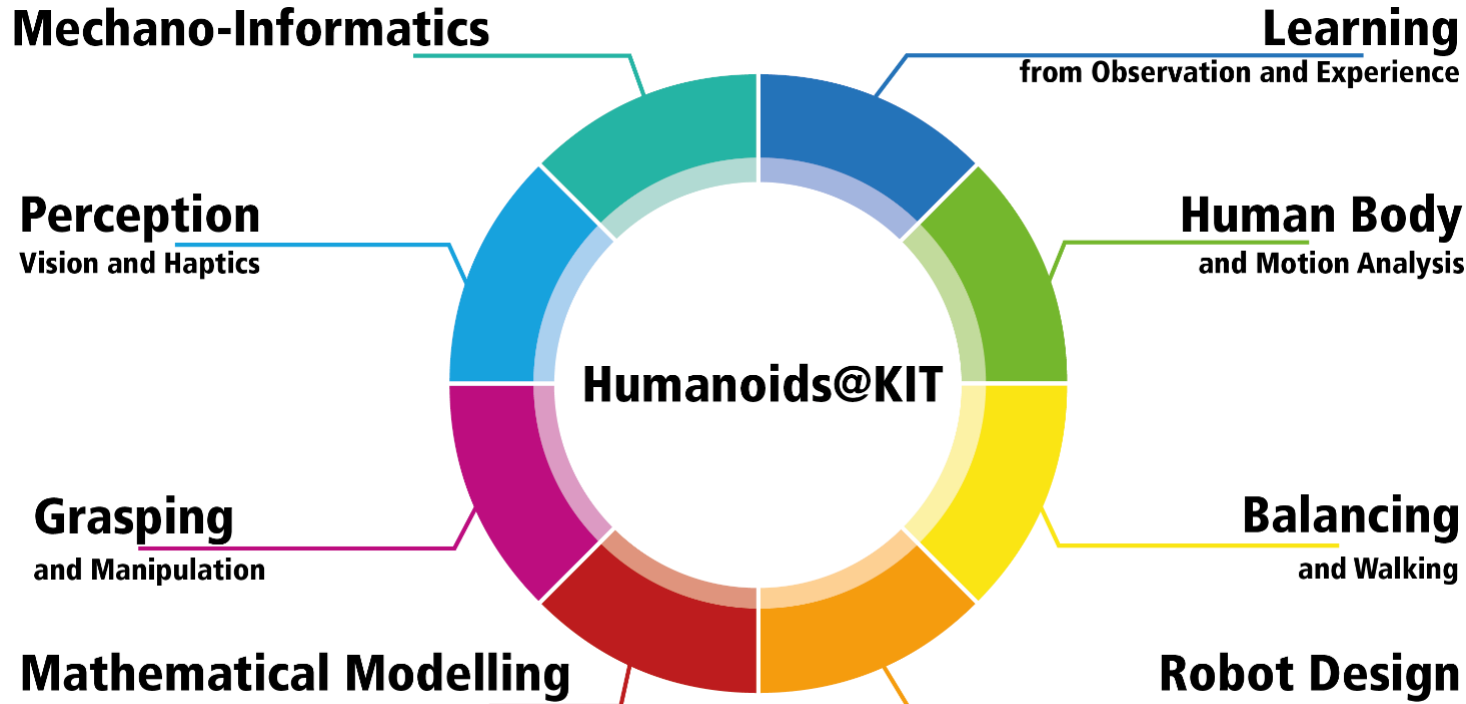 Mechano-Informatics
Learning
from Observation and Experience
Perception
Vision and Haptics
Human Body
and Motion Analysis
Humanoids@KIT
Grasping
and Manipulation
Balancing
and Walking
Mathematical Modelling
Robot Design